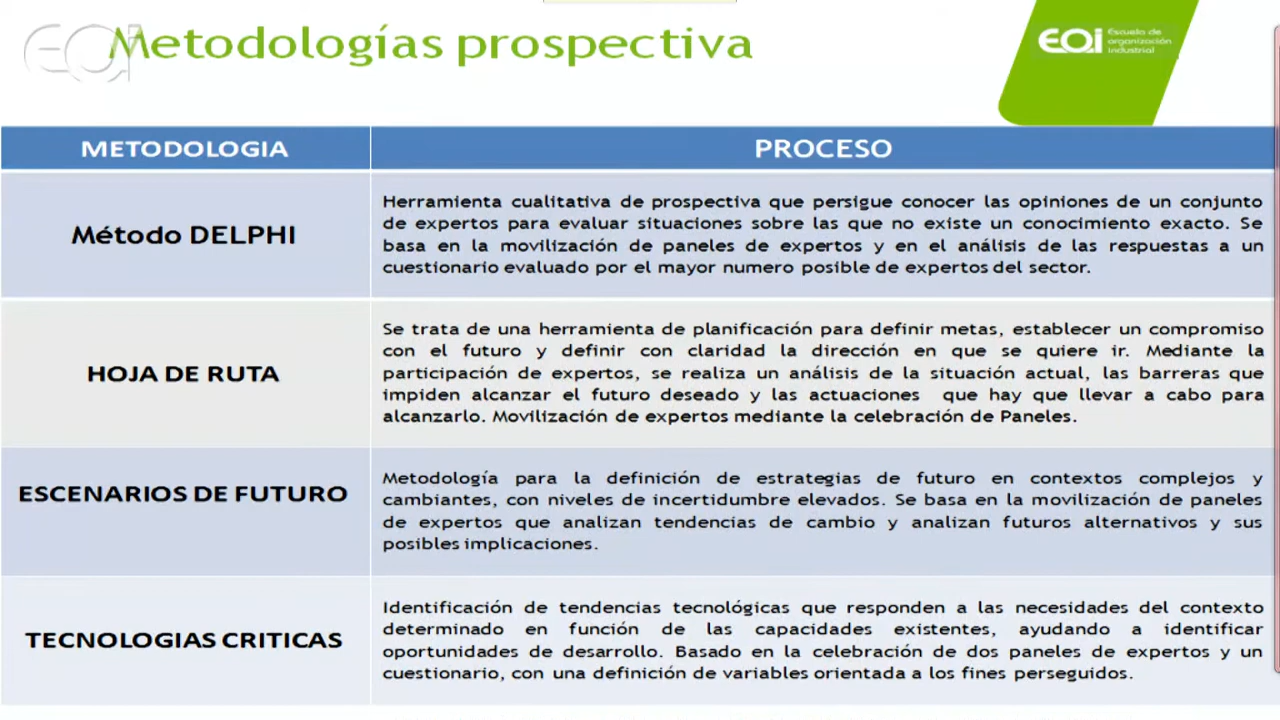 EOi
Metodologías prospectiva
EOi
Escuela de
organización
industrial
METODOLOGIA
PROCESO
Método DELPHI
Herramienta cualitativa de prospectiva que persigue conocer las opiniones de un conjunto
de expertos para evaluar situaciones sobre las que no existe un conocimiento exacto. Se
basa en la movilización de paneles de expertos y en el análisis de las respuestas a un
cuestionario evaluado por el mayor numero posible de expertos del sector.
HOJA DE RUTA
Se trata de una herramienta de planificación para definir metas, establecer un compromiso
con el futuro y definir con claridad la dirección en que se quiere ir. Mediante la
participación de expertos, se realiza un análisis de la situación actual, las barreras que
impiden alcanzar el futuro deseado y las actuaciones que hay que llevar a cabo para
alcanzarlo. Movilización de expertos mediante la celebración de Paneles.
ESCENARIOS DE FUTURO
Metodología para la definición de estrategias de futuro en contextos complejos y
cambiantes, con niveles de incertidumbre elevados. Se basa en la movilización de paneles
de expertos que analizan tendencias de cambio y analizan futuros alternativos y sus
posibles implicaciones.
TECNOLOGIAS CRITICAS
Identificación de tendencias tecnológicas que responden a las necesidades del contexto
determinado en función de las capacidades existentes, ayudando a identificar
oportunidades de desarrollo. Basado en la celebración de dos paneles de expertos y un
cuestionario, con una definición de variables orientada a los fines perseguidos.